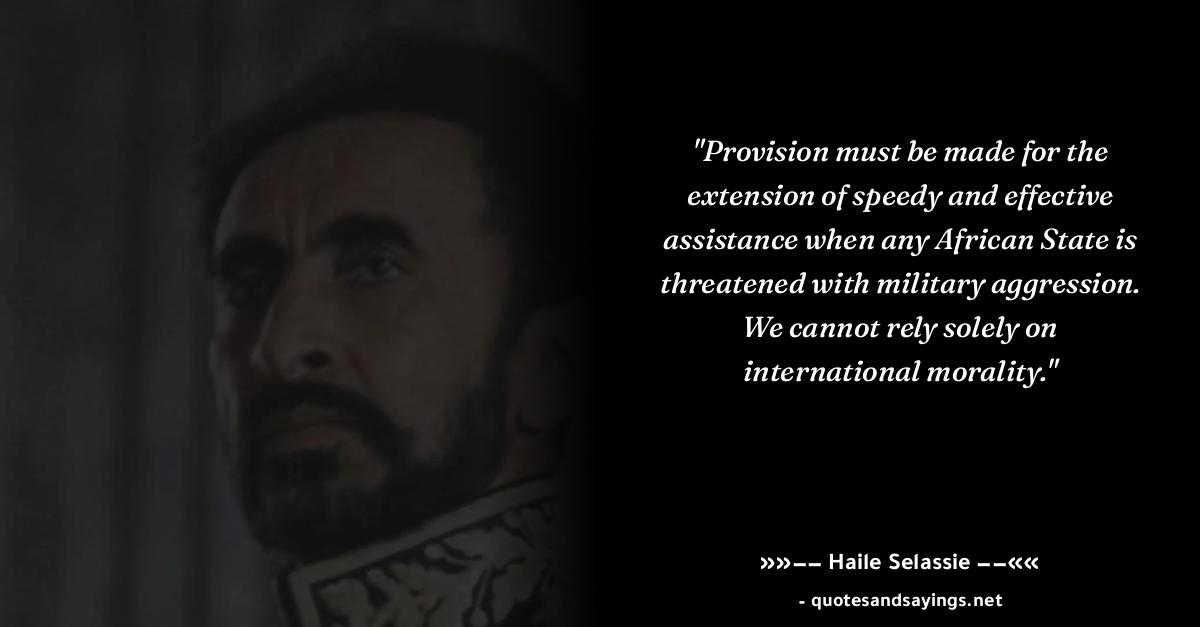 "Provision must be made for the
extension of speedy and effective
assistance when any African State is
threatened with military aggression.
We cannot rely solely on
international morality."
»»−− Haile Selassie −−««
- quotesandsayings.net